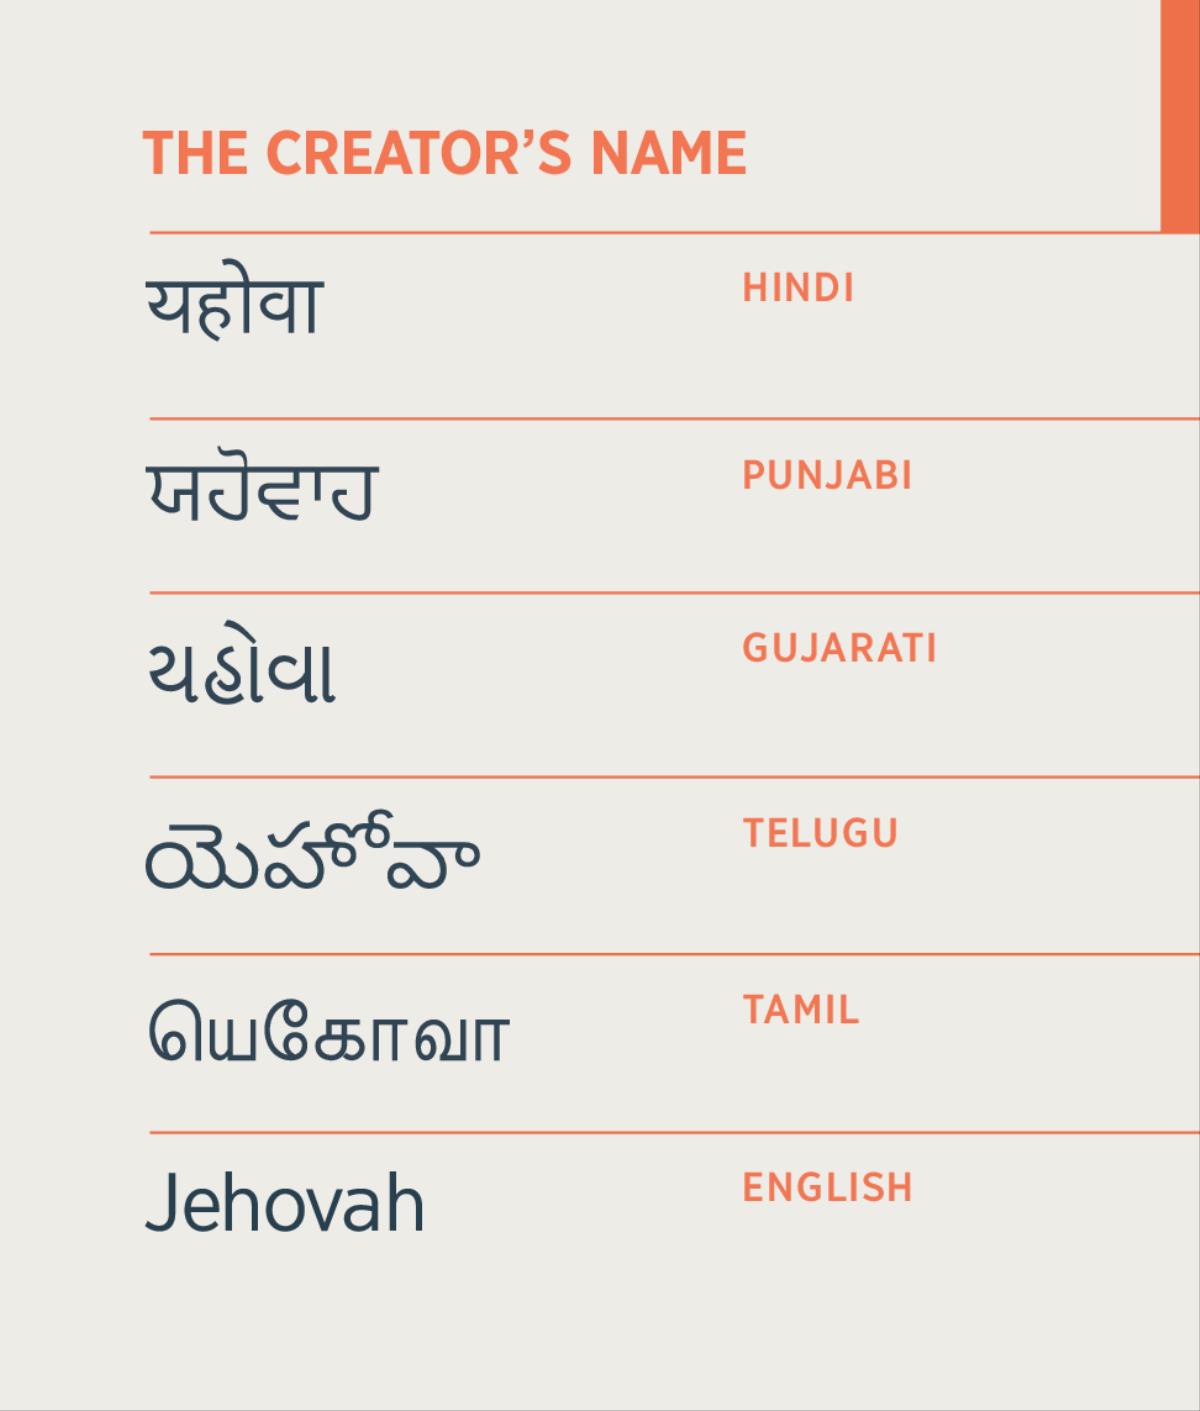 THE CREATOR’S NAME
यहोवा HINDI
ਯਹੋਵਾਹ PUNJABI
યહોવા GUJARATI
యెహోవా TELUGU
யெகோவா TAMIL
Jehovah ENGLISH